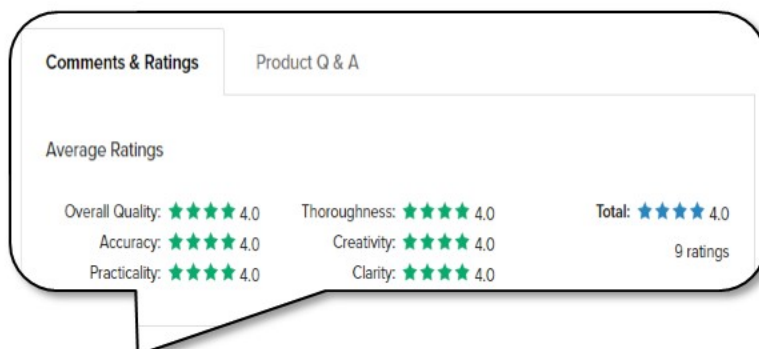 Comments & Ratings Product Q & A
Average Ratings
Overall Quality: ★★★★ 4.0 Thoroughness: ★★★★ 4.0 Total: ★★★★ 4.0
Accuracy: ★★★★ 4.0 Creativity: ★★★★ 4.0 9 ratings
Practicality: ★★★★ 4.0 Clarity: ★★★★ 4.0